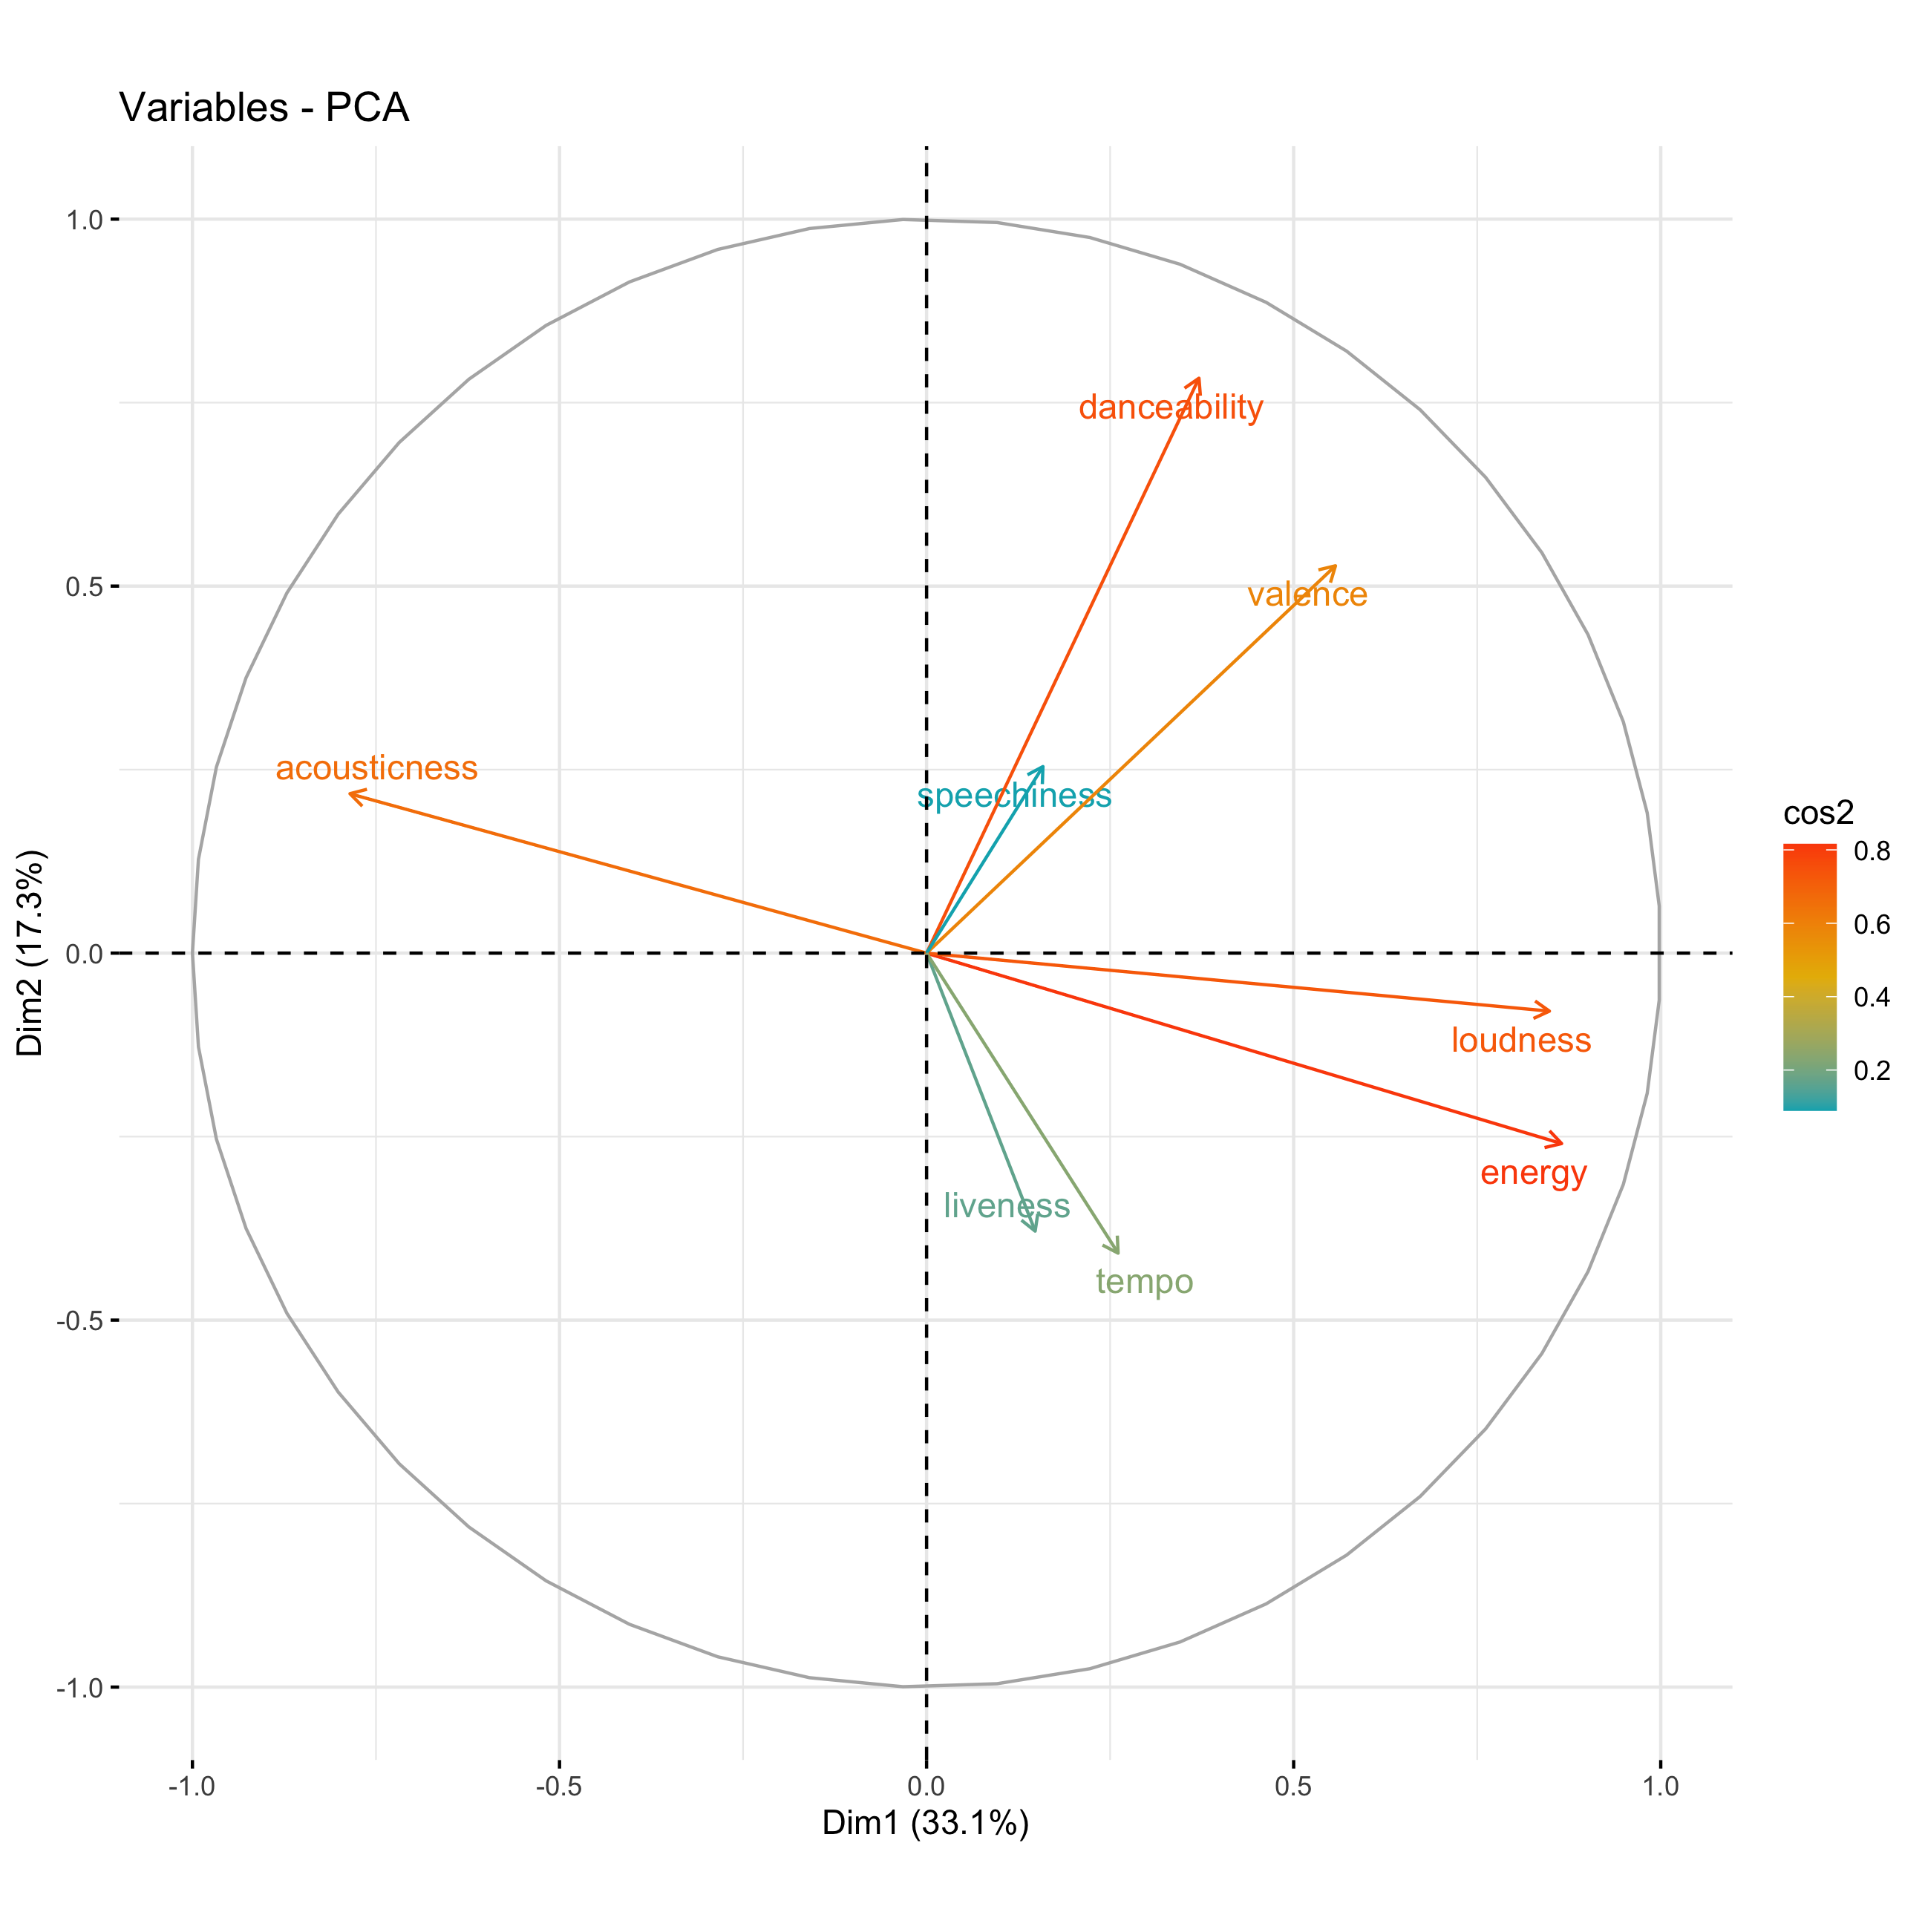 Variables - PCA
1.0
danceability
0.5
valence
acousticness
speechiness
cos2
0.8
0.6
0.4
0.2
Dim2 (17.3%)
0.0
loudness
energy
liveness
tempo
-0.5
-1.0
-1.0 -0.5 0.0 0.5 1.0
Dim1 (33.1%)